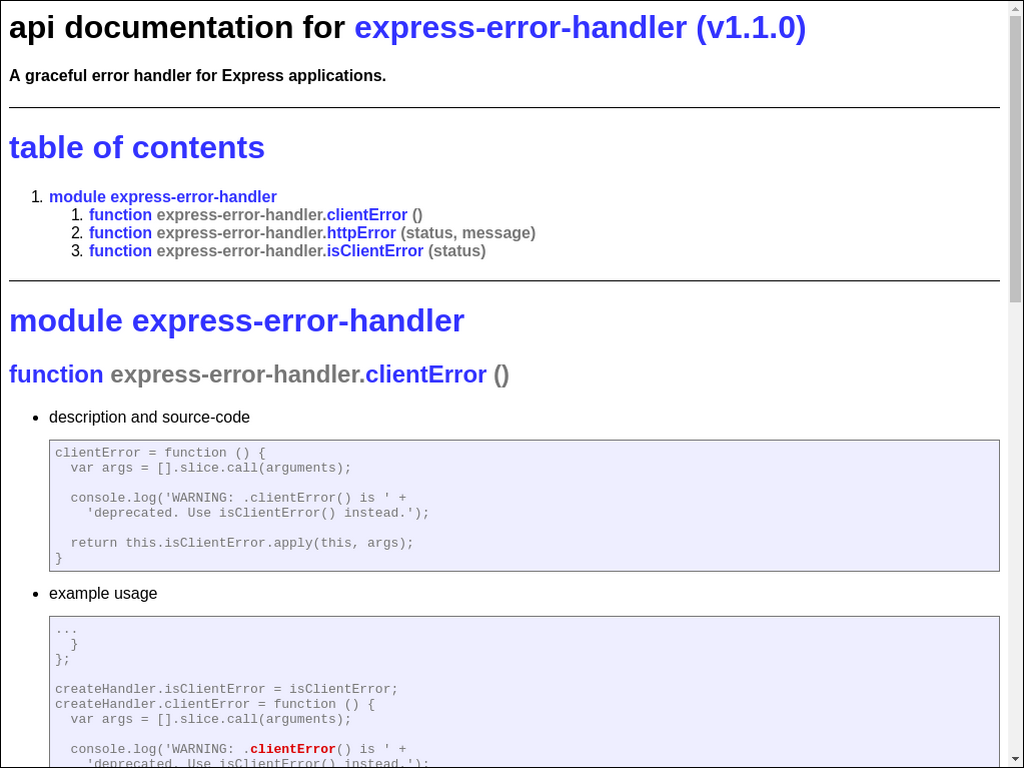 api documentation for express-error-handler (v1.1.0)
A graceful error handler for Express applications.
table of contents
1. module express-error-handler
1. function express-error-handler.clientError ()
2. function express-error-handler.httpError (status, message)
3. function express-error-handler.isClientError (status)
module express-error-handler
function express-error-handler.clientError ()
• description and source-code
clientError = function () {
  var args = [].slice.call(arguments);
  console.log('WARNING: .clientError() is ' +
    'deprecated. Use isClientError() instead.');
  return this.isClientError.apply(this, args);
}
• example usage
...
  }
};
createHandler.isClientError = isClientError;
createHandler.clientError = function () {
  var args = [].slice.call(arguments);
  console.log('WARNING: .clientError() is ' +
    'deprecated. Use isClientError() instead.');